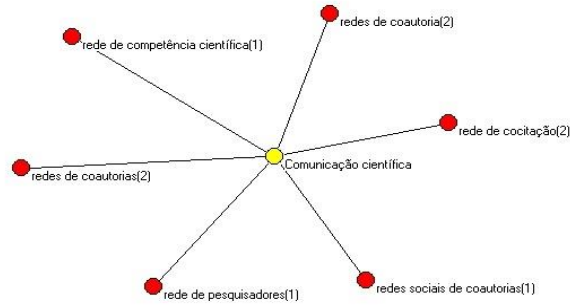 redes de coautoria(2)
rede de competência científica(1)
rede de cocitação(2)
Comunicação científica
redes de coautorias(2)
redes sociais de coautorias(1)
rede de pesquisadores(1)